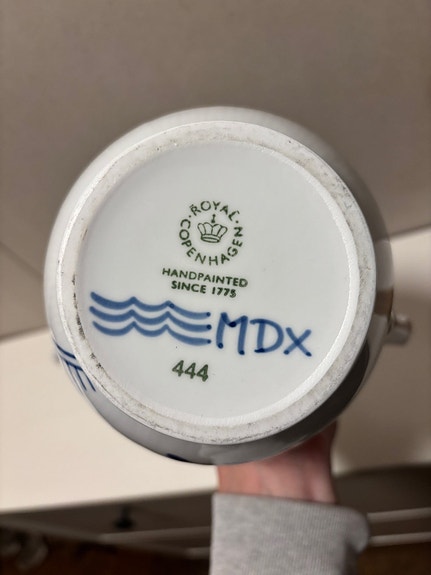 ROYAL
COPENHAGEN
HANDPAINTED
SINCE 1775
MDX
444